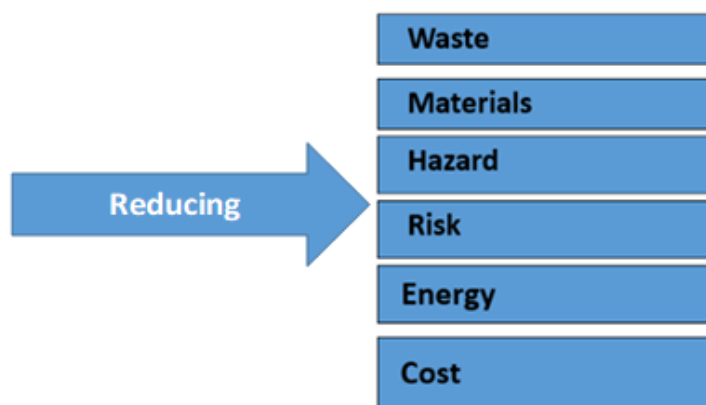 Reducing
Waste
Materials
Hazard
Risk
Energy
Cost